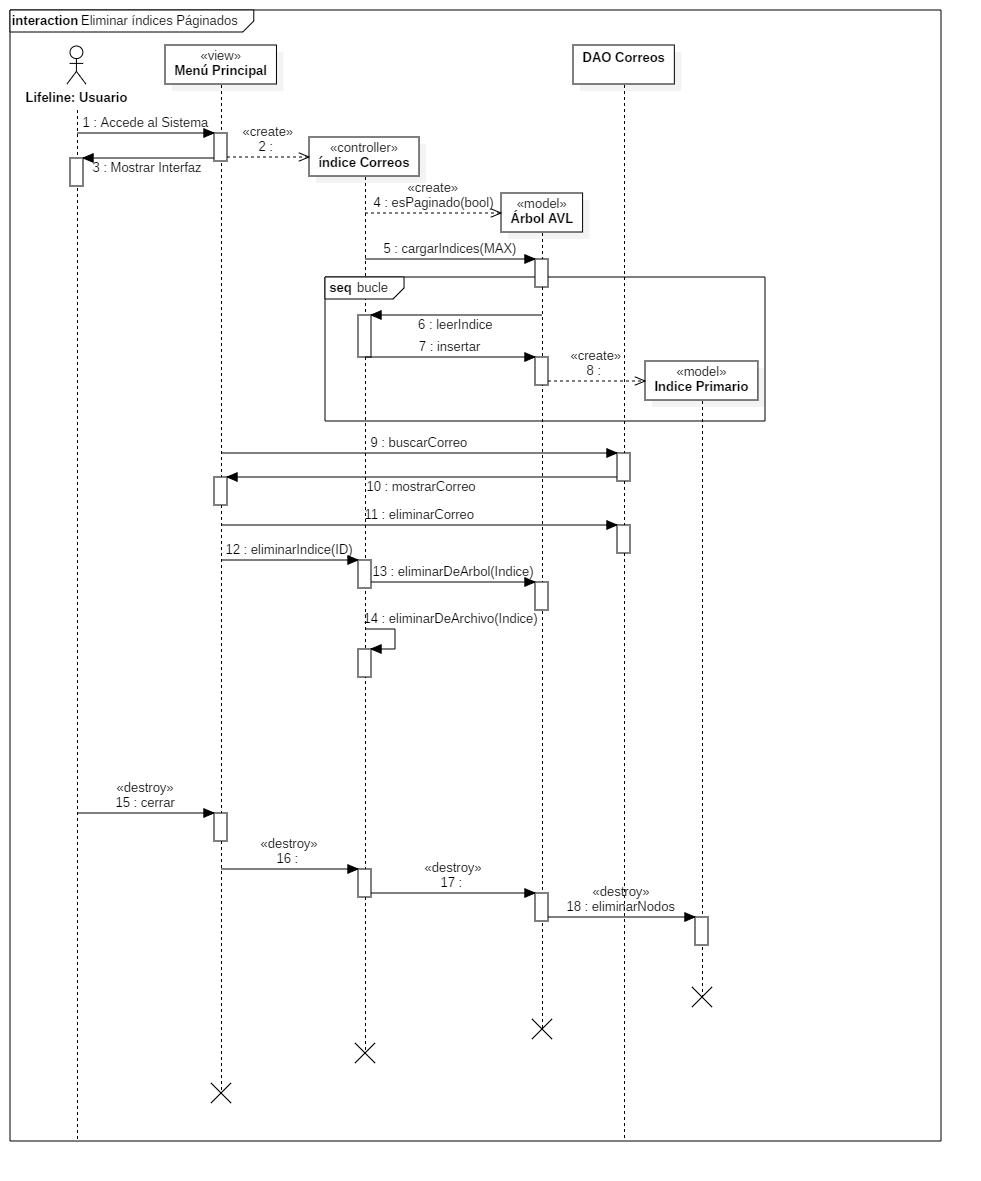 interaction Eliminar índices Páginados
«view»
Menú Principal
DAO Correos
Lifeline: Usuario
1 : Accede al Sistema
«create»
2 :
«controller»
índice Correos
3 : Mostrar Interfaz
«create»
4 : esPaginado(bool)
«model»
Árbol AVL
5 : cargarIndices(MAX)
seq bucle
6 : leerIndice
7 : insertar
«create»
8 :
«model»
Indice Primario
9 : buscarCorreo
10 : mostrarCorreo
11 : eliminarCorreo
12 : eliminarIndice(ID)
13 : eliminarDeArbol(Indice)
14 : eliminarDeArchivo(Indice)
«destroy»
15 : cerrar
«destroy»
16 :
«destroy»
17 :
«destroy»
18 : eliminarNodos